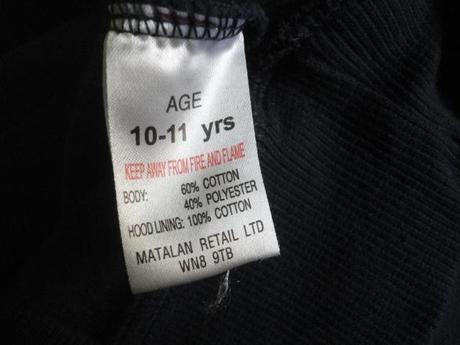 AGE
10-11 yrs
KEEP AWAY FROM FIRE AND FLAME
BODY: 60% COTTON
40% POLYESTER
HOOD LINING: 100% COTTON
MATALAN RETAIL LTD
WN8 9TB